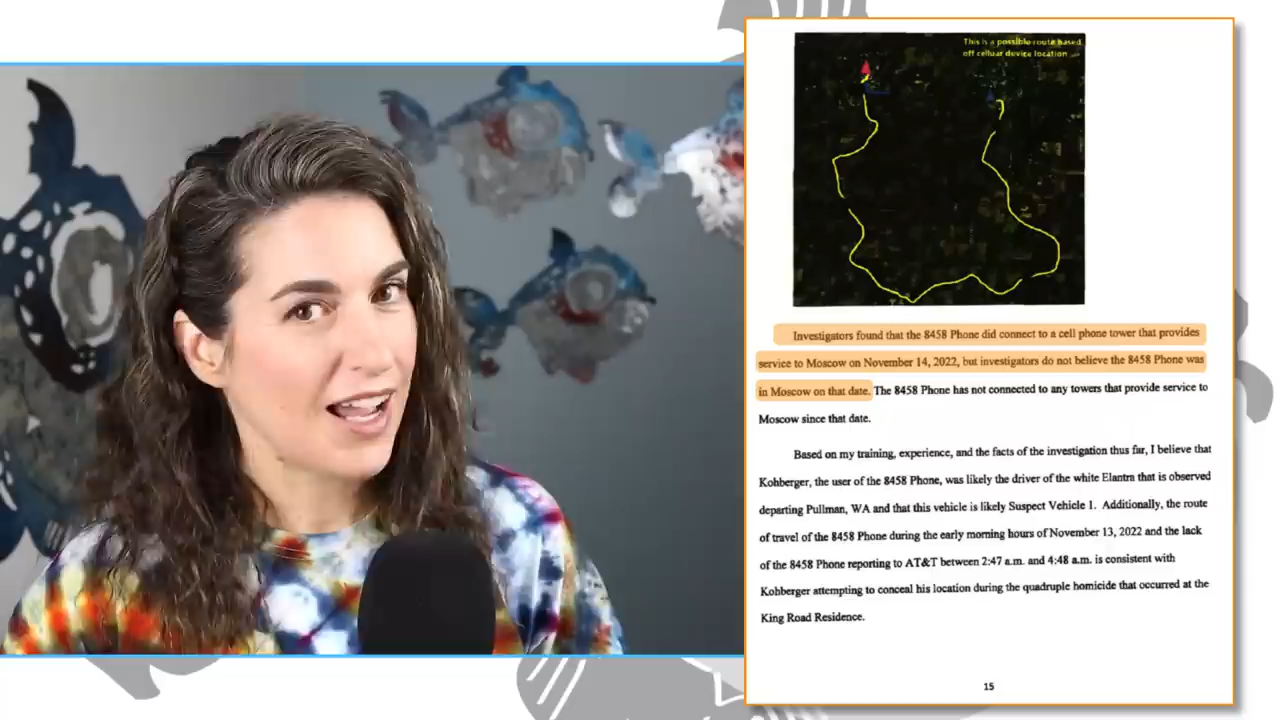 This is a possible route based
off celluar device location
Investigators found that the 8458 Phone did connect to a cell phone tower that provides
service to Moscow on November 14, 2022, but investigators do not believe the 8458 Phone was
in Moscow on that date. The 8458 Phone has not connected to any towers that provide service to
Moscow since that date.
Based on my training, experience, and the facts of the investigation thus far, I believe that
Kohberger, the user of the 8458 Phone, was likely the driver of the white Elantra that is observed
departing Pullman, WA and that this vehicle is likely Suspect Vehicle 1. Additionally, the route
of travel of the 8458 Phone during the early morning hours of November 13, 2022 and the lack
of the 8458 Phone reporting to AT&T between 2:47 a.m. and 4:48 a.m. is consistent with
Kohberger attempting to conceal his location during the quadruple homicide that occurred at the
King Road Residence.
15